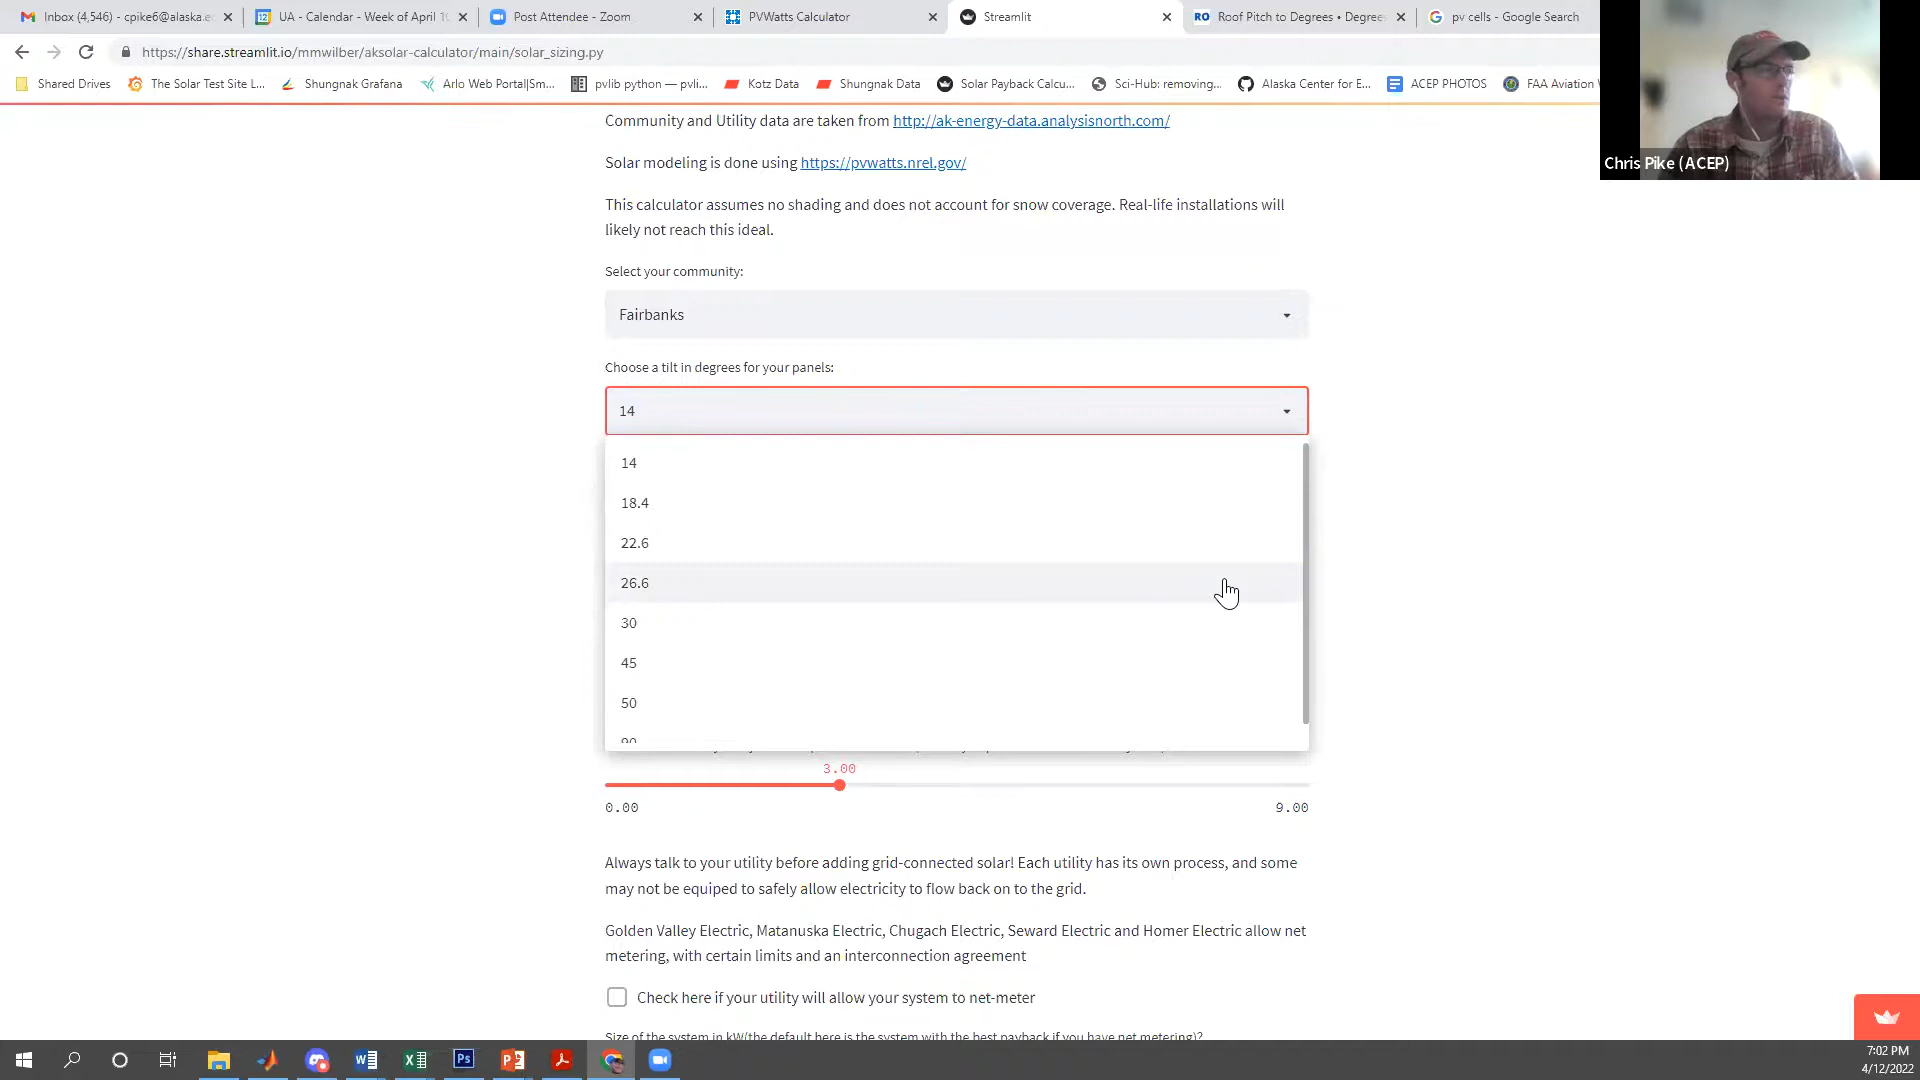 Inbox (4,546) - cpike6@alaska.e
UA - Calendar - Week of April 1
Post Attendee - Zoom
PVWatts Calculator
Streamlit
Roof Pitch to Degrees • Degree
pv cells - Google Search
https://share.streamlit.io/mmwilber/aksolar-calculator/main/solar_sizing.py
Shared Drives
The Solar Test Site L...
Shungnak Grafana
Arlo Web Portal|Sm...
pvlib python — pvli...
Kotz Data
Shungnak Data
Solar Payback Calcu...
Sci-Hub: removing...
Alaska Center for E...
ACEP PHOTOS
FAA Aviation
Chris Pike (ACEP)
Community and Utility data are taken from http://ak-energy-data.analysisnorth.com/
Solar modeling is done using https://pvwatts.nrel.gov/
This calculator assumes no shading and does not account for snow coverage. Real-life installations will
likely not reach this ideal.
Select your community:
Fairbanks
Choose a tilt in degrees for your panels:
14
14
18.4
22.6
26.6
30
45
50
90
3.00
0.00
9.00
Always talk to your utility before adding grid-connected solar! Each utility has its own process, and some
may not be equiped to safely allow electricity to flow back on to the grid.
Golden Valley Electric, Matanuska Electric, Chugach Electric, Seward Electric and Homer Electric allow net
metering, with certain limits and an interconnection agreement
Check here if your utility will allow your system to net-meter
Size of the system in kW(the default here is the system with the best payback if you have net metering)?
7:02 PM
4/12/2022